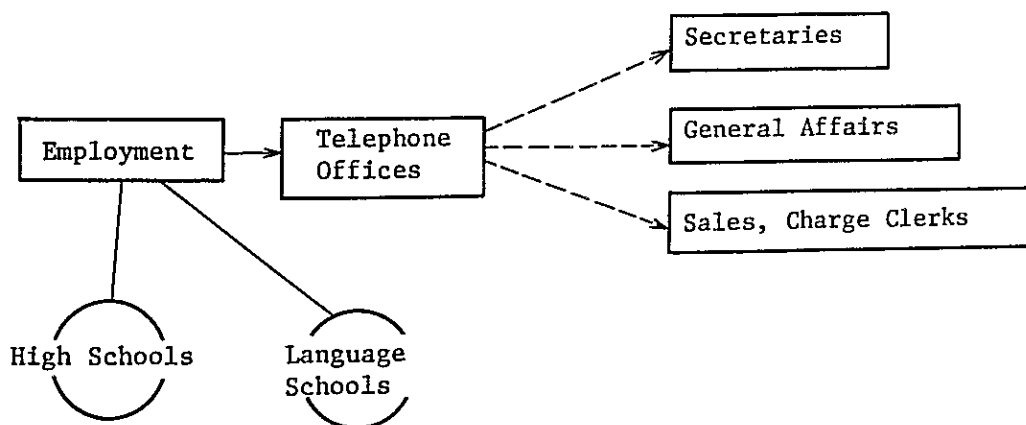 Secretaries
General Affairs
Employment
Telephone
Offices
Sales, Charge Clerks
High Schools
Language
Schools